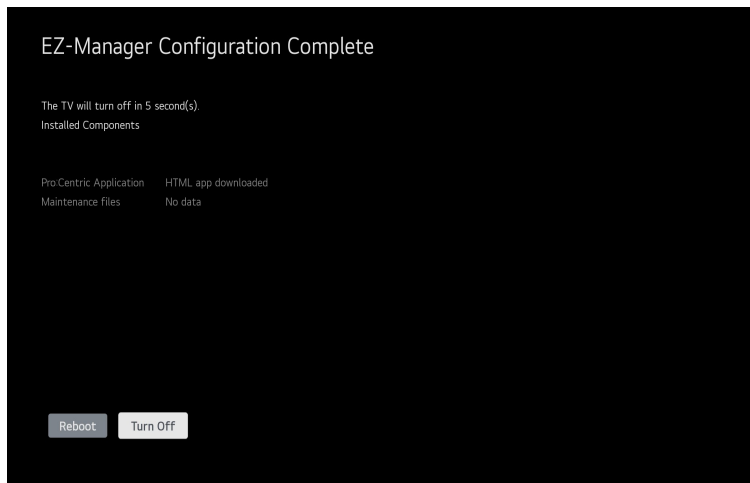 EZ-Manager Configuration Complete
The TV will turn off in 5 second(s).
Installed Components
Pro:Centric Application HTML app downloaded
Maintenance files No data
Reboot Turn Off